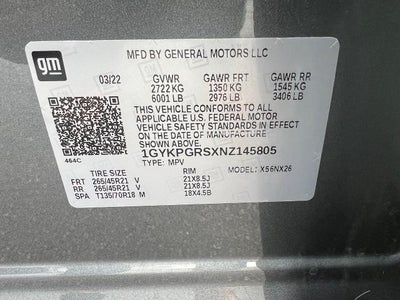 gm
MFD BY GENERAL MOTORS LLC
03/22 GVWR GAWR FRT GAWR RR
2722 KG 1350 KG 1545 KG
6001 LB 2976 LB 3406 LB
THIS VEHICLE CONFORMS TO ALL
APPLICABLE U.S. FEDERAL MOTOR
VEHICLE SAFETY STANDARDS IN EFFECT
ON THE DATE OF MANUFACTURE
SHOWN ABOVE.
464C 1GYKPGRSXNZ145805
TYPE: MPV MODEL: X56NX26
TIRE SIZE RIM
FRT 265/45R21 V 21X8.5J
RR 265/45R21 V 21X8.5J
SPA T135/70R18 M 18X4.5B